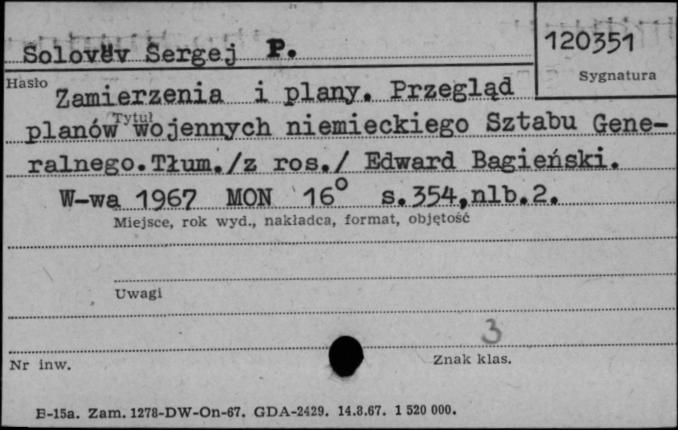 Solovëv Sergej P.
120351
Sygnatura
Hasło
Zamierzenia i plany. Przegląd
Tytuł
planów wojennych niemieckiego Sztabu Gene-
ralnego.Tłum./z ros./ Edward Bagieński.
W-wa 1967 MON 16° s.354,nlb.2.
Miejsce, rok wyd., nakładca, format, objętość
Uwagi
3
Nr inw.
Znak klas.
B-15a. Zam. 1278-DW-On-67. GDA-2429. 14.8.67. 1 520 000.